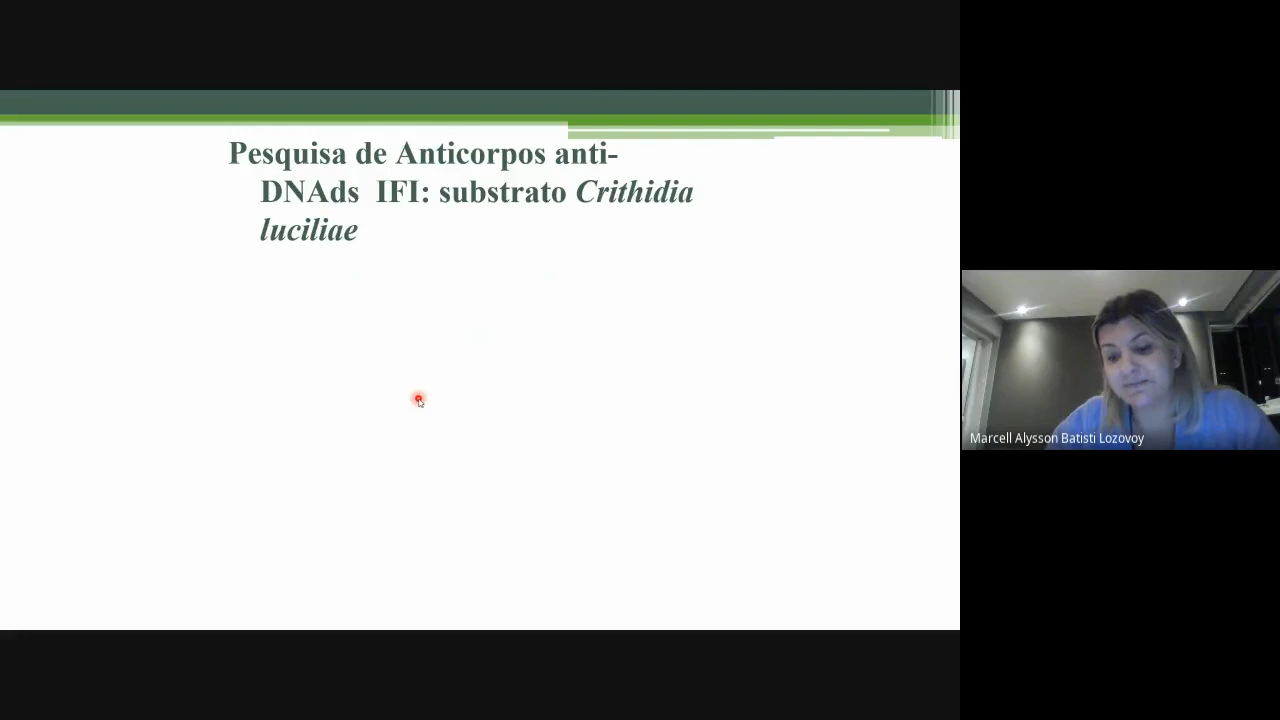 Pesquisa de Anticorpos anti-
DNAds IFI: substrato Crithidia
luciliae
Marcell Alysson Batisti Lozovoy